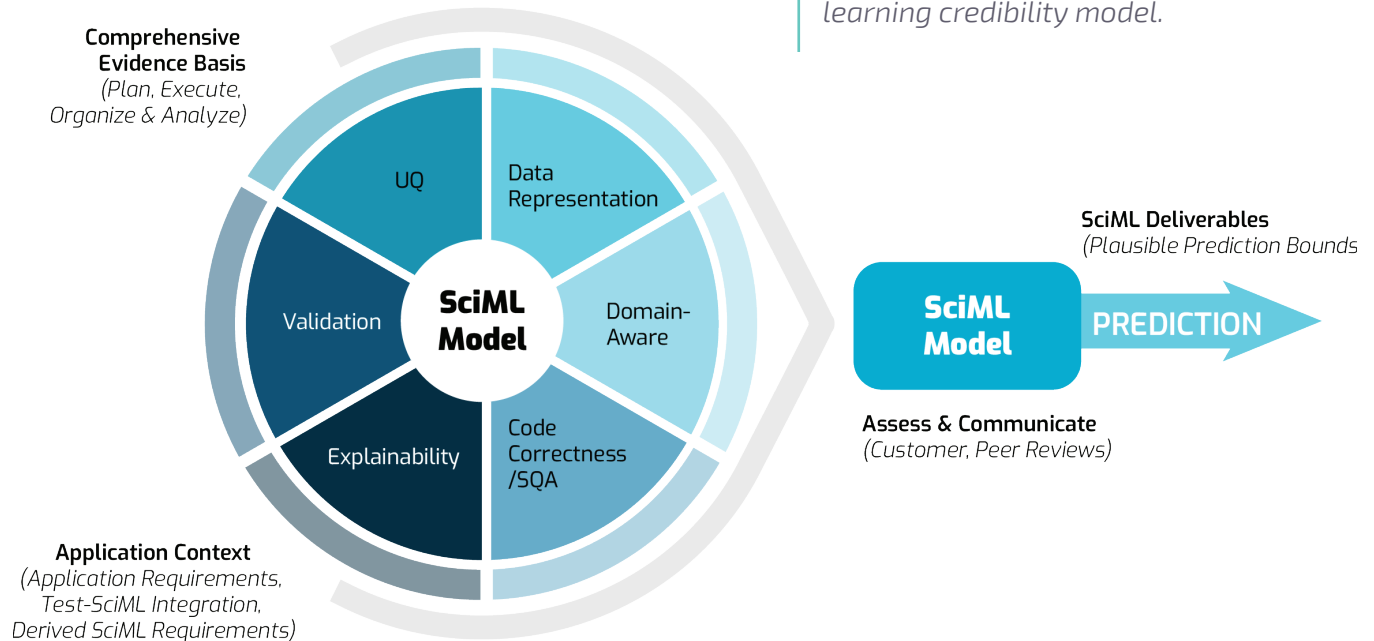 learning credibility model.
Comprehensive
Evidence Basis
(Plan, Execute,
Organize & Analyze)
UQ
Data
Representation
Validation
SciML
Model
Domain-
Aware
Explainability
Code
Correctness
/SQA
Application Context
(Application Requirements,
Test-SciML Integration,
Derived SciML Requirements)
SciML Deliverables
(Plausible Prediction Bounds
SciML
Model
PREDICTION
Assess & Communicate
(Customer, Peer Reviews)